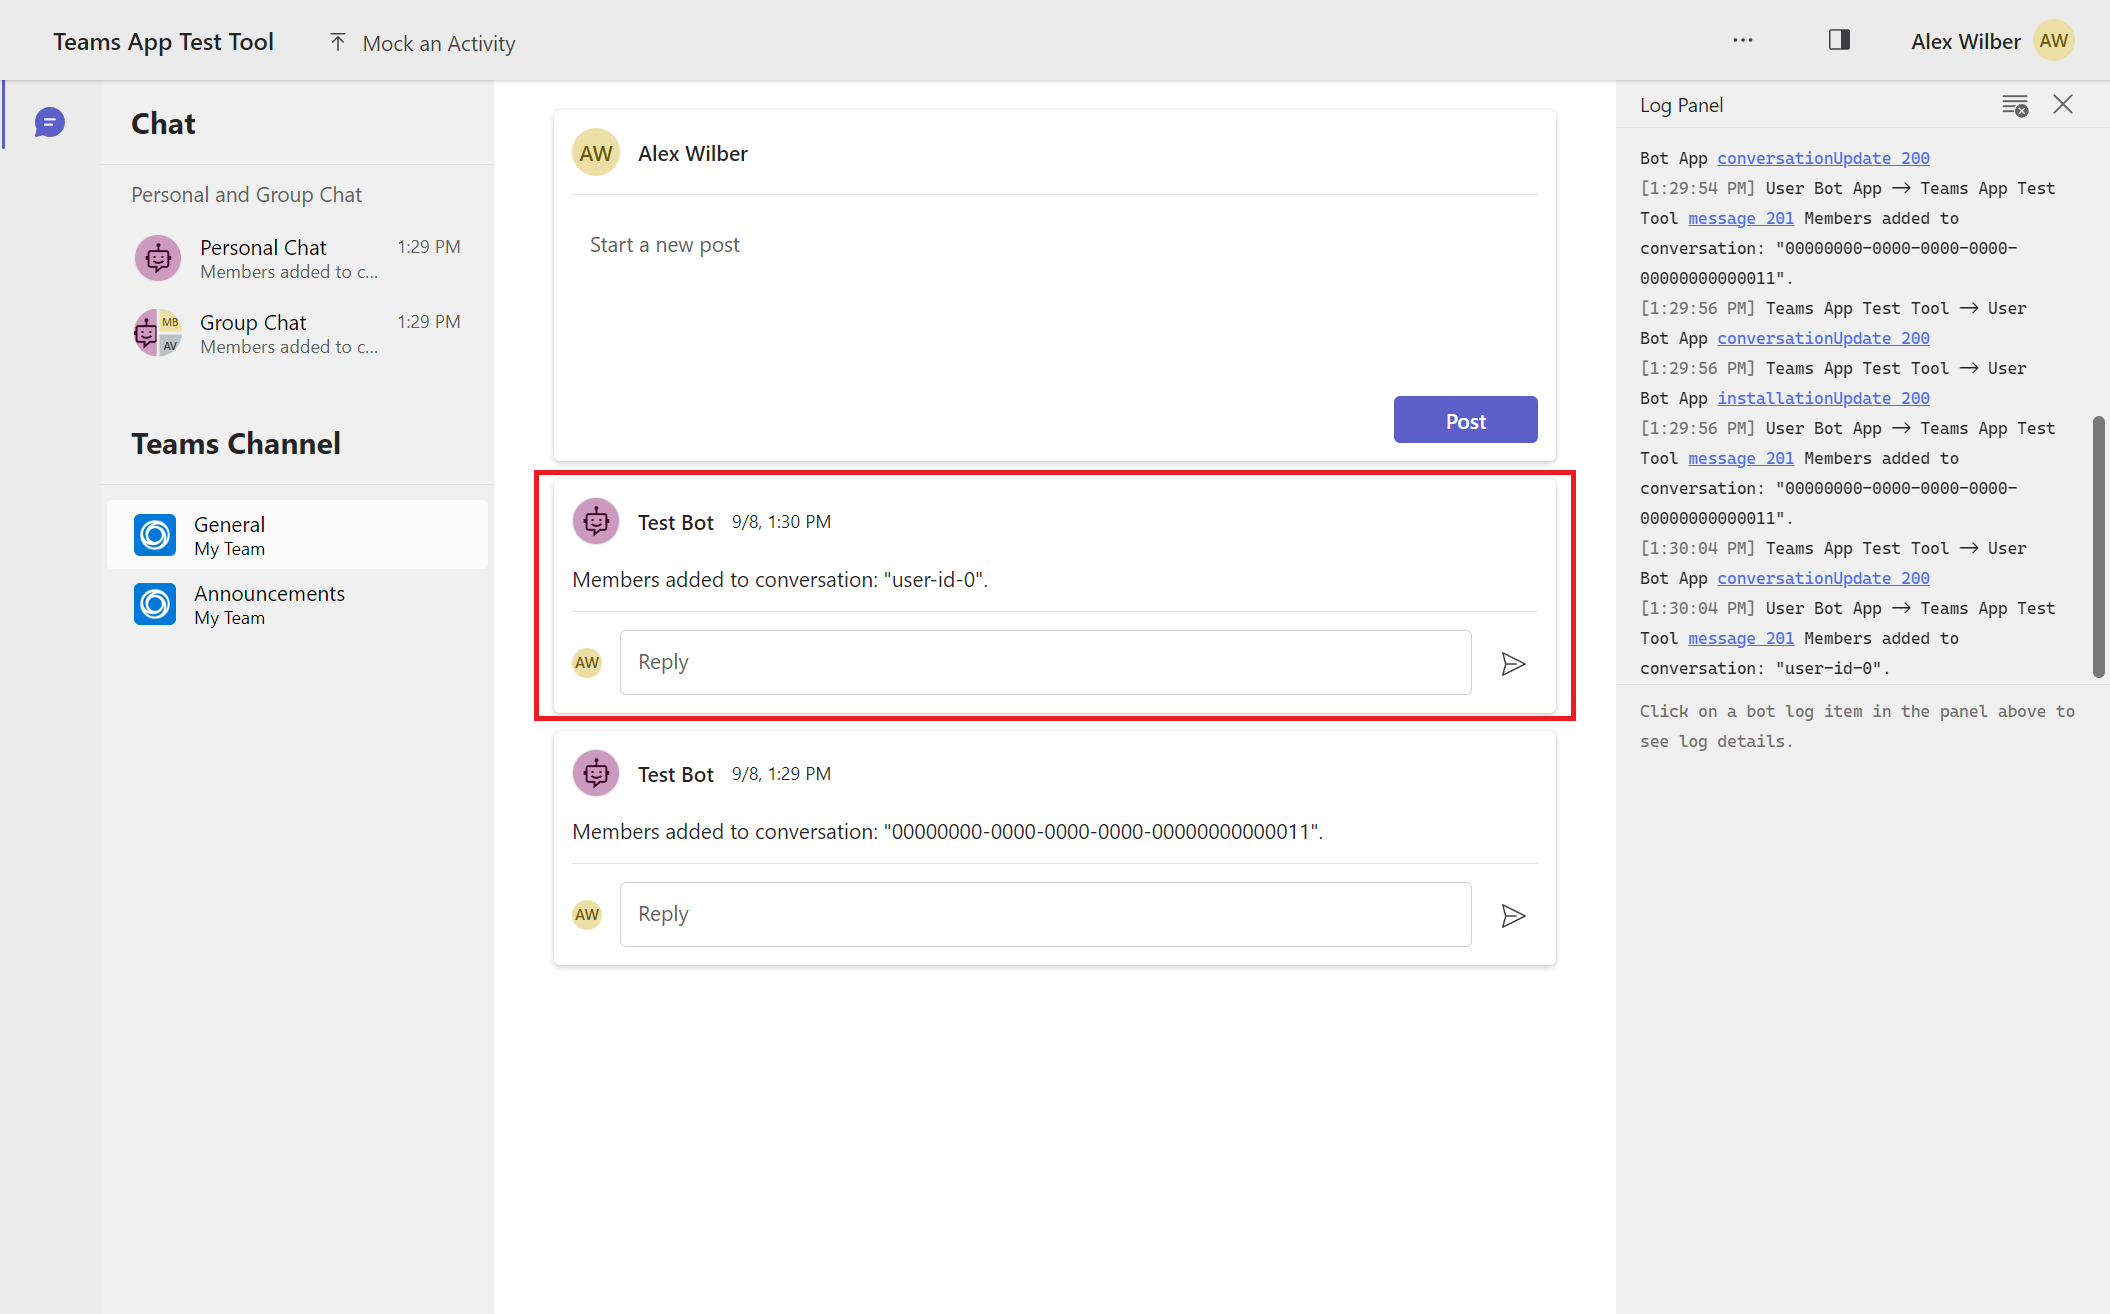 Teams App Test Tool
Mock an Activity
Alex Wilber
AW
Chat
Personal and Group Chat
Personal Chat
1:29 PM
Members added to c...
MB
AV
Group Chat
1:29 PM
Members added to c...
Teams Channel
General
My Team
Announcements
My Team
AW
Alex Wilber
Start a new post
Post
Test Bot
9/8, 1:30 PM
Members added to conversation: "user-id-0".
AW
Reply
Test Bot
9/8, 1:29 PM
Members added to conversation: "00000000-0000-0000-0000-00000000000011".
AW
Reply
Log Panel
Bot App conversationUpdate 200
[1:29:54 PM] User Bot App → Teams App Test
Tool message 201 Members added to
conversation: "00000000-0000-0000-0000-
00000000000011".
[1:29:56 PM] Teams App Test Tool → User
Bot App conversationUpdate 200
[1:29:56 PM] Teams App Test Tool → User
Bot App installationUpdate 200
[1:29:56 PM] User Bot App → Teams App Test
Tool message 201 Members added to
conversation: "00000000-0000-0000-0000-
00000000000011".
[1:30:04 PM] Teams App Test Tool → User
Bot App conversationUpdate 200
[1:30:04 PM] User Bot App → Teams App Test
Tool message 201 Members added to
conversation: "user-id-0".
Click on a bot log item in the panel above to
see log details.